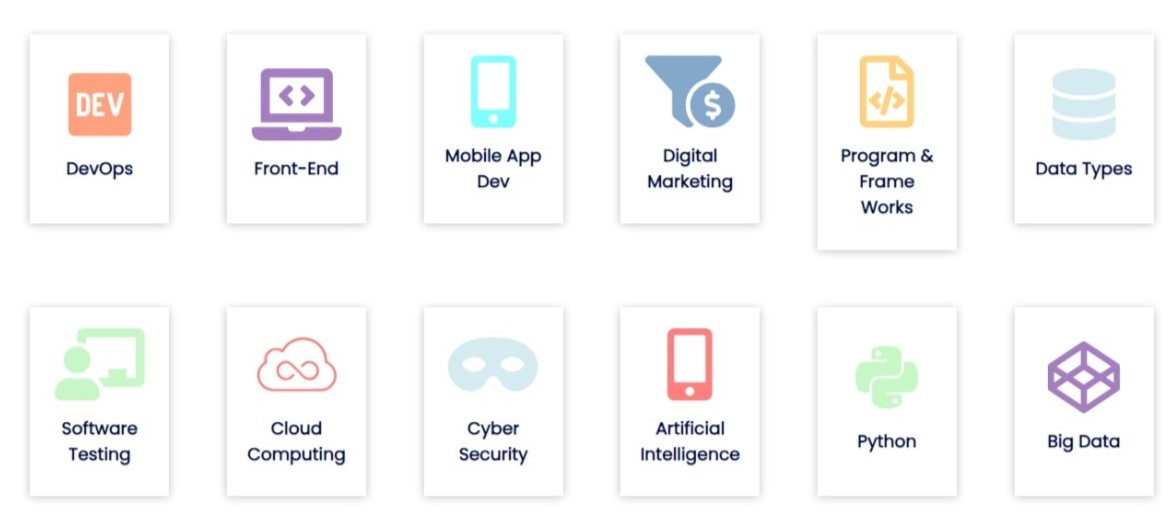 DEV
DevOps
Front-End
Mobile App
Dev
Digital
Marketing
Program &
Frame
Works
Data Types
Software
Testing
Cloud
Computing
Cyber
Security
Artificial
Intelligence
Python
Big Data